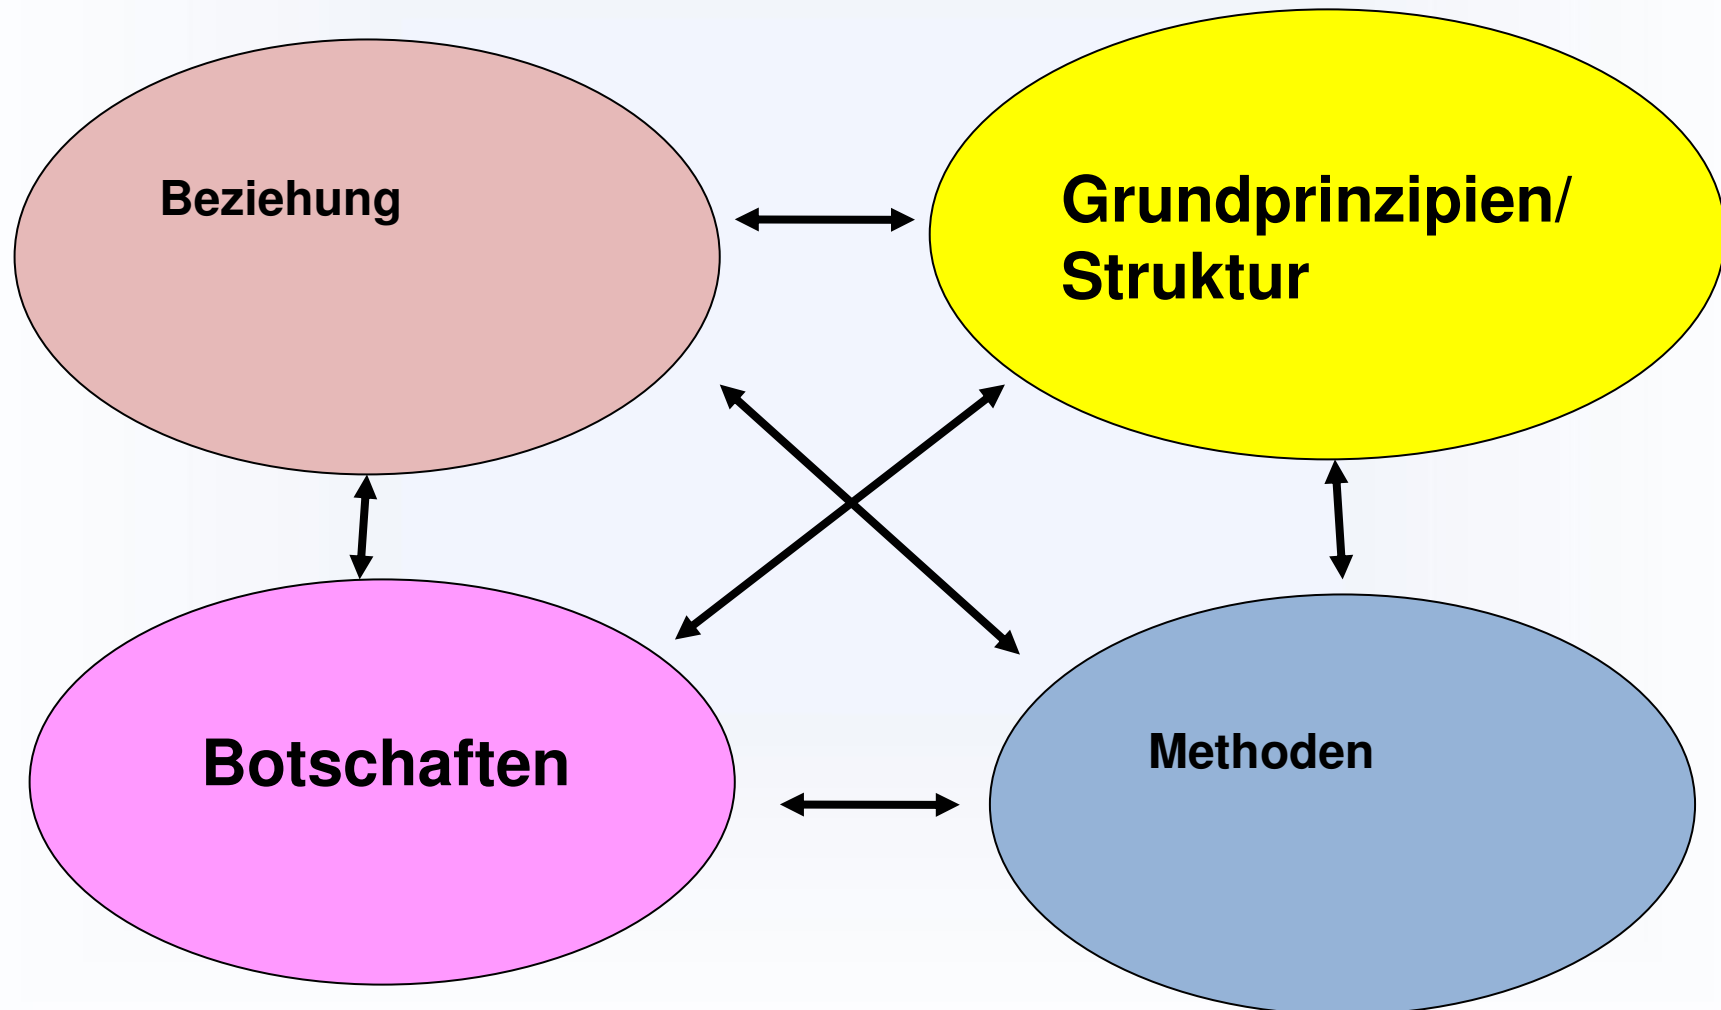 Beziehung
Grundprinzipien/
Struktur
Botschaften
Methoden